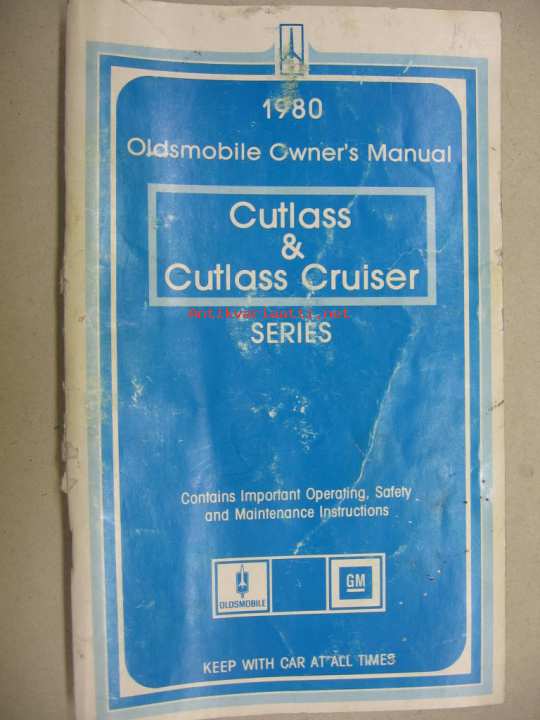 1980
Oldsmobile Owner's Manual
Cutlass
&
Cutlass Cruiser
Antikvariaatti.net
SERIES
Contains Important Operating, Safety
and Maintenance Instructions
OLDSMOBILE
GM
KEEP WITH CAR AT ALL TIMES